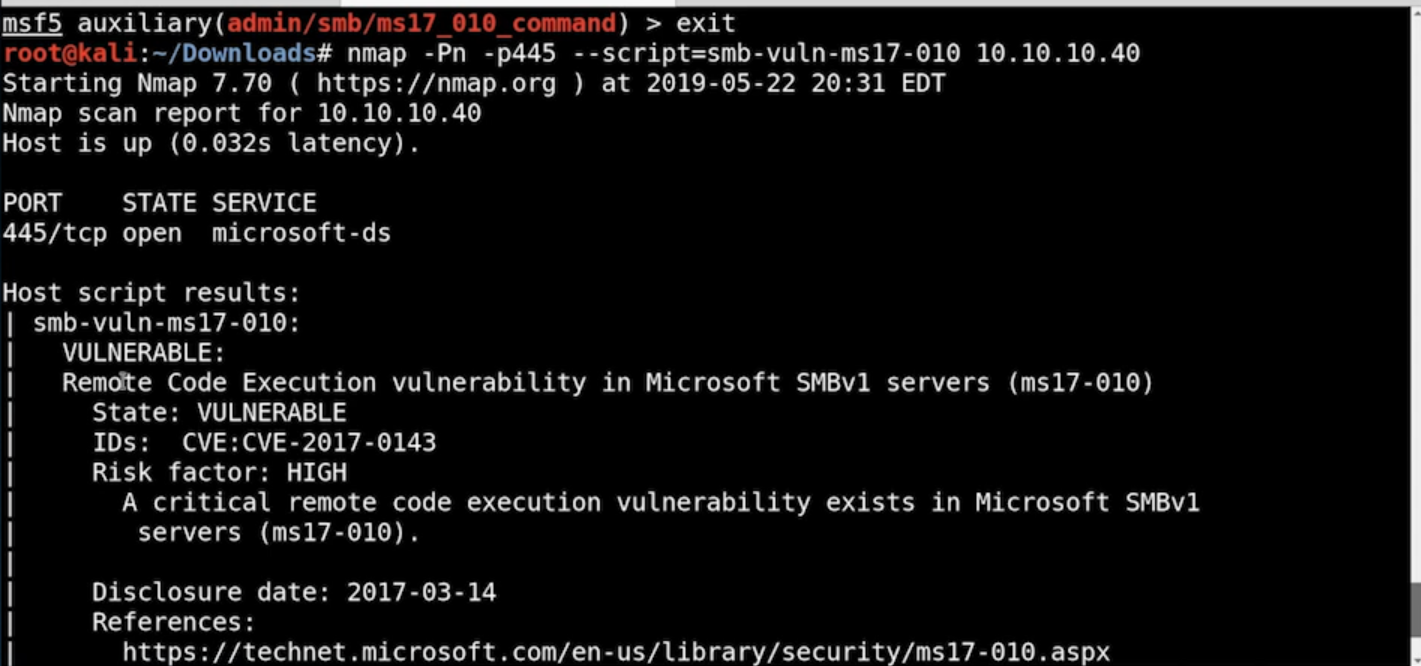 msf5 auxiliary(admin/smb/ms17_010_command) > exit
root@kali:~/Downloads# nmap -Pn -p445 --script=smb-vuln-ms17-010 10.10.10.40
Starting Nmap 7.70 ( https://nmap.org ) at 2019-05-22 20:31 EDT
Nmap scan report for 10.10.10.40
Host is up (0.032s latency).

PORT    STATE SERVICE
445/tcp open  microsoft-ds

Host script results:
| smb-vuln-ms17-010:
|   VULNERABLE:
|   Remote Code Execution vulnerability in Microsoft SMBv1 servers (ms17-010)
|     State: VULNERABLE
|     IDs:  CVE:CVE-2017-0143
|     Risk factor: HIGH
|       A critical remote code execution vulnerability exists in Microsoft SMBv1
|        servers (ms17-010).
|
|     Disclosure date: 2017-03-14
|     References:
|       https://technet.microsoft.com/en-us/library/security/ms17-010.aspx